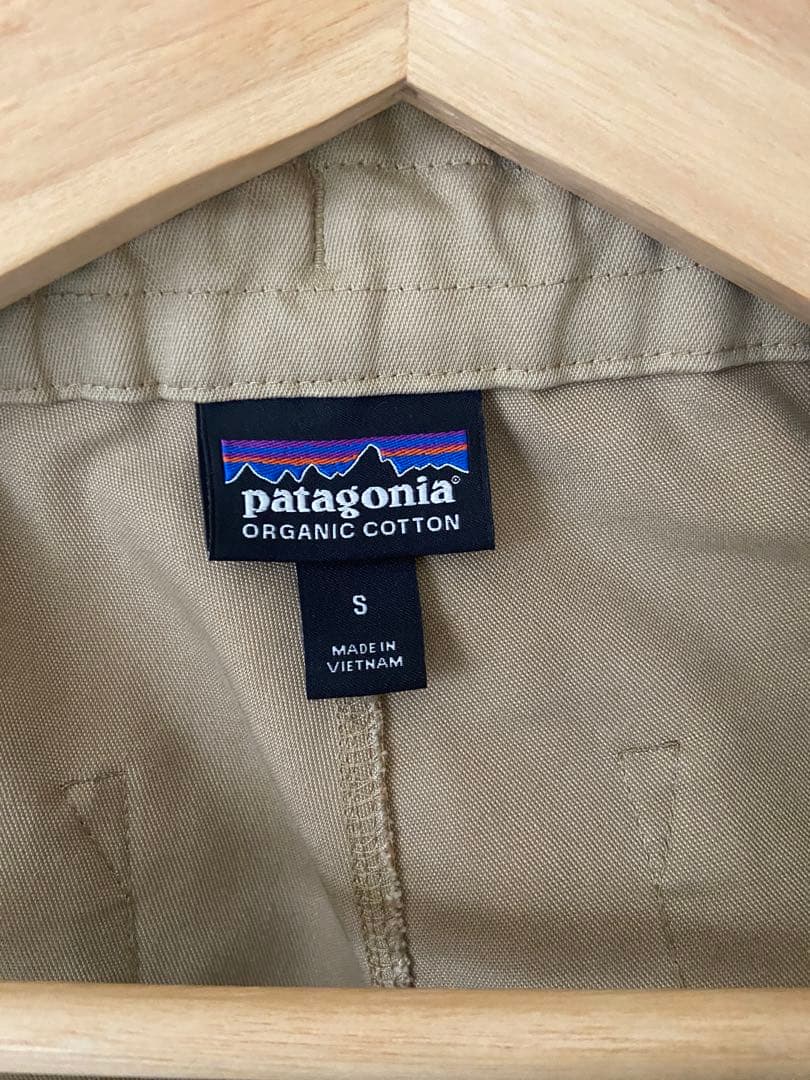 patagonia®
ORGANIC COTTON
S
MADE IN
VIETNAM